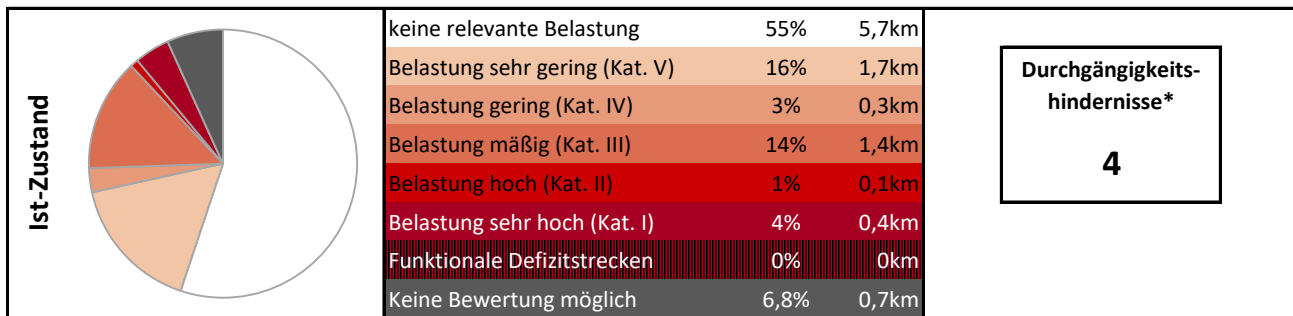 Ist-Zustand
keine relevante Belastung 55% 5,7km
Belastung sehr gering (Kat. V) 16% 1,7km
Belastung gering (Kat. IV) 3% 0,3km
Belastung mäßig (Kat. III) 14% 1,4km
Belastung hoch (Kat. II) 1% 0,1km
Belastung sehr hoch (Kat. I) 4% 0,4km
Funktionale Defizitstrecken 0% 0km
Keine Bewertung möglich 6,8% 0,7km
Durchgängigkeits-
hindernisse*
4